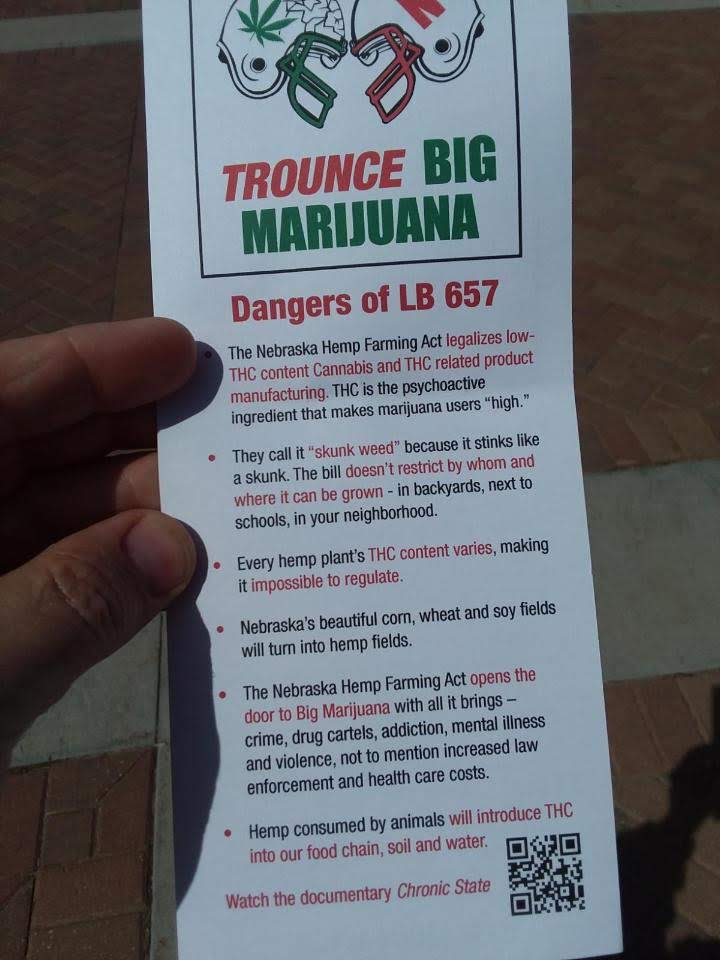 N
TROUNCE BIG
MARIJUANA
Dangers of LB 657
• The Nebraska Hemp Farming Act legalizes low-
THC content Cannabis and THC related product
manufacturing. THC is the psychoactive
ingredient that makes marijuana users “high.”
• They call it “skunk weed” because it stinks like
a skunk. The bill doesn’t restrict by whom and
where it can be grown - in backyards, next to
schools, in your neighborhood.
• Every hemp plant’s THC content varies, making
it impossible to regulate.
• Nebraska’s beautiful corn, wheat and soy fields
will turn into hemp fields.
• The Nebraska Hemp Farming Act opens the
door to Big Marijuana with all it brings –
crime, drug cartels, addiction, mental illness
and violence, not to mention increased law
enforcement and health care costs.
• Hemp consumed by animals will introduce THC
into our food chain, soil and water.
Watch the documentary Chronic State